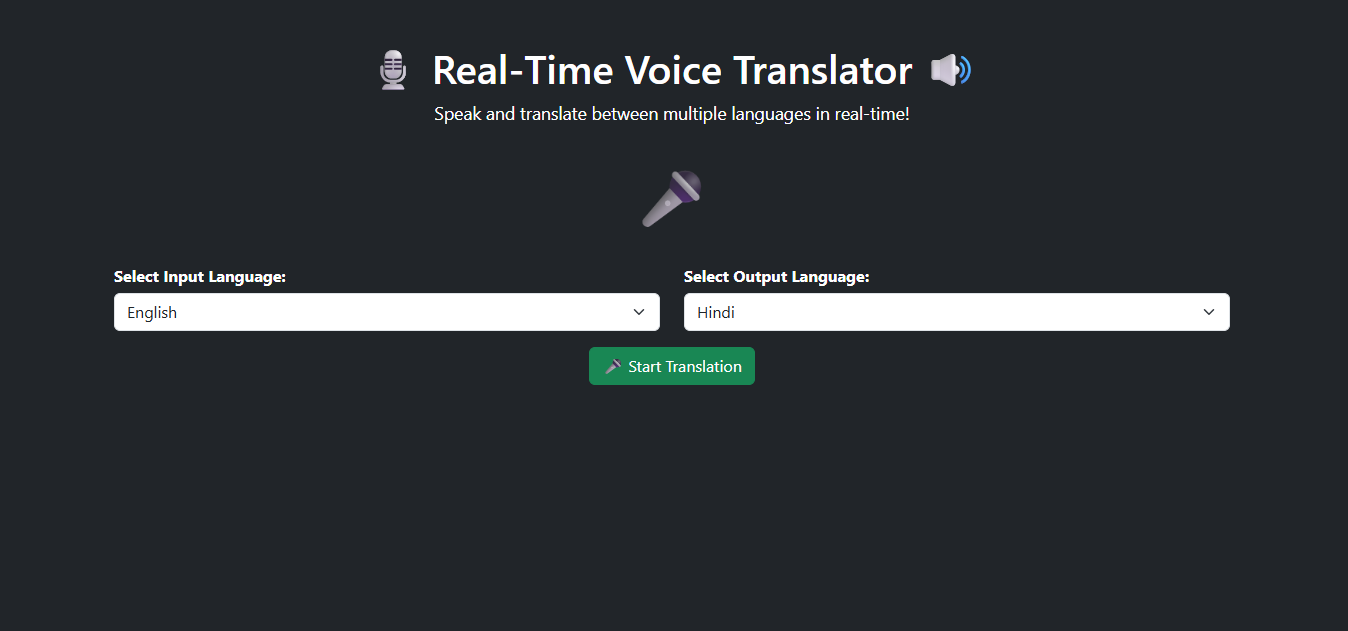 Real-Time Voice Translator
Speak and translate between multiple languages in real-time!
Select Input Language:
Select Output Language:
English
Hindi
Start Translation